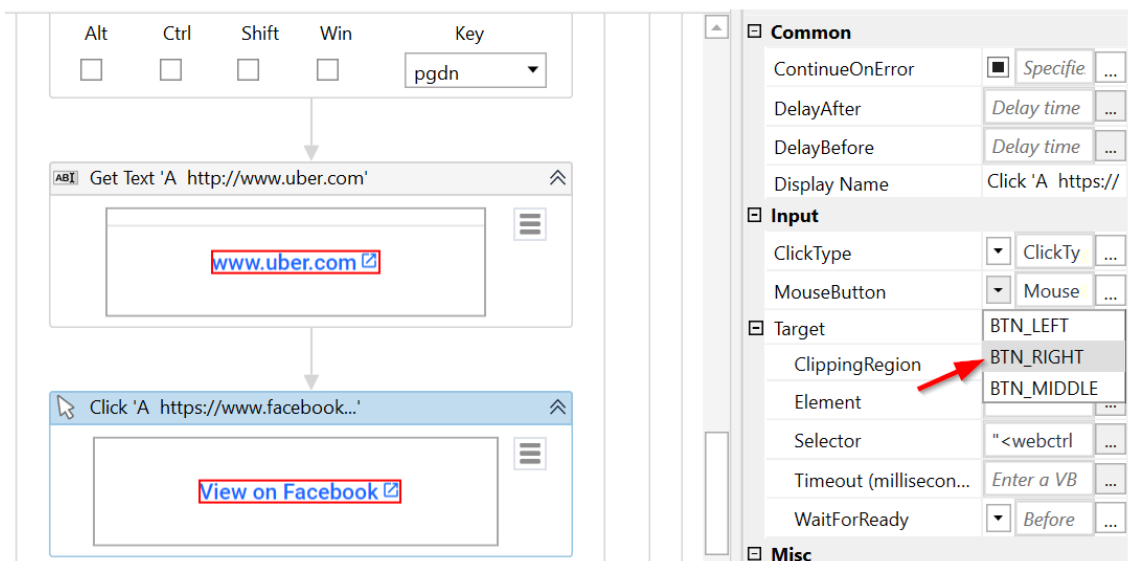 Alt Ctrl Shift Win Key
pgdn
Get Text 'A  http://www.uber.com'
www.uber.com
Click 'A  https://www.facebook...'
View on Facebook
Common
ContinueOnError Specifie ...
DelayAfter Delay time ...
DelayBefore Delay time ...
Display Name Click 'A  https://
Input
ClickType ClickTy ...
MouseButton Mouse ...
Target BTN_LEFT
ClippingRegion BTN_RIGHT
Element BTN_MIDDLE ...
Selector "<webctrl ...
Timeout (millisecon... Enter a VB ...
WaitForReady Before ...
Misc